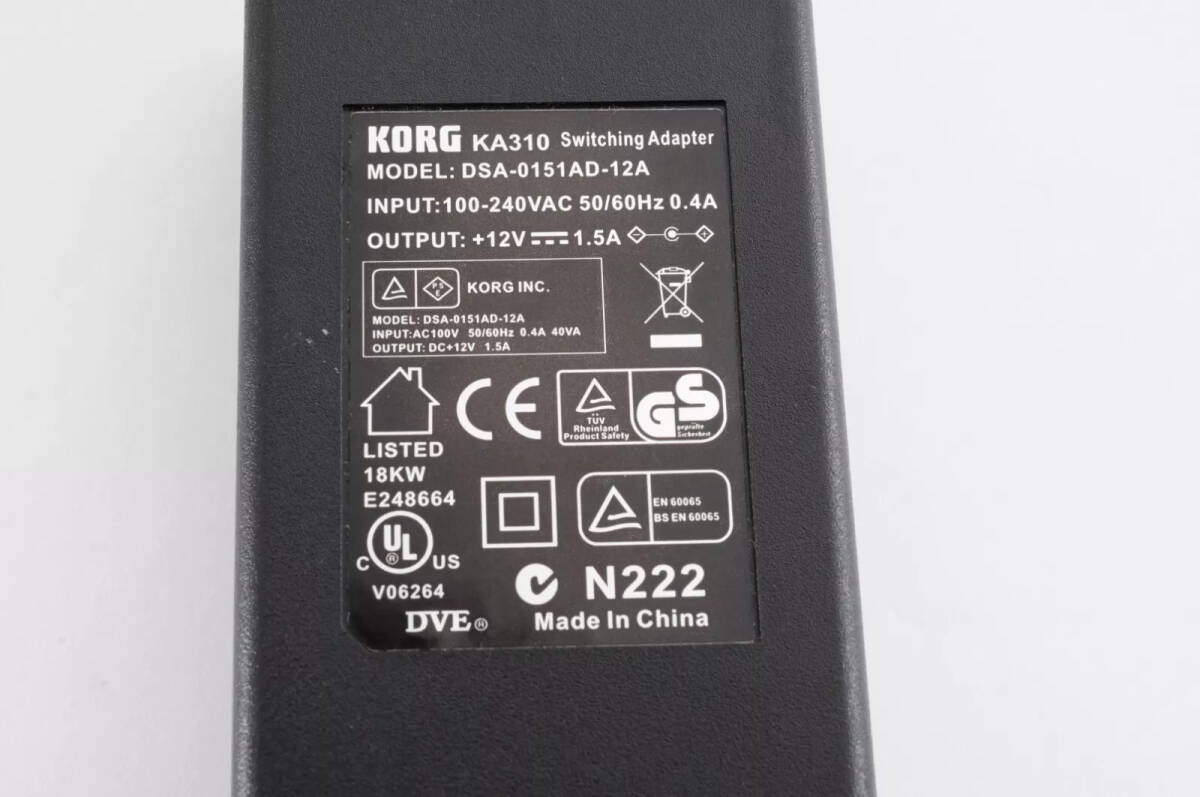 KORG KA310 Switching Adapter
MODEL: DSA-0151AD-12A
INPUT:100-240VAC 50/60Hz 0.4A
OUTPUT: +12V 1.5A
PSE KORG INC.
MODEL: DSA-0151AD-12A
INPUT:AC100V 50/60Hz 0.4A 40VA
OUTPUT: DC+12V 1.5A
LISTED
18KW
E248664
CE
TÜV
Rheinland
Product Safety
GS
geprüfte
Sicherheit
C UL® US
EN 60065
BS EN 60065
V06264
N222
DVE®
Made In China